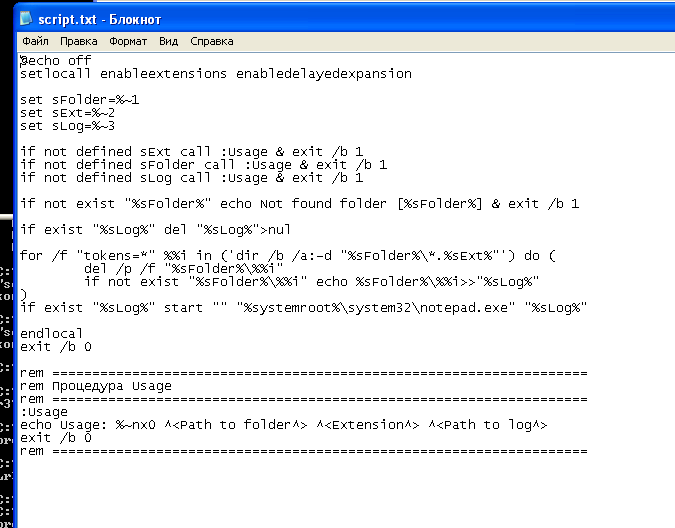 script.txt - Блокнот
Файл Правка Формат Вид Справка
@echo off
setlocall enableextensions enabledelayedexpansion
set sFolder=%~1
set sExt=%~2
set sLog=%~3
if not defined sExt call :Usage & exit /b 1
if not defined sFolder call :Usage & exit /b 1
if not defined sLog call :Usage & exit /b 1
if not exist "%sFolder%" echo Not found folder [%sFolder%] & exit /b 1
if exist "%sLog%" del "%sLog%">nul
for /f "tokens=*" %%i in ('dir /b /a:-d "%sFolder%\*.%sExt%"') do (
        del /p /f "%sFolder%\%%i"
        if not exist "%sFolder%\%%i" echo %sFolder%\%%i>>"%sLog%"
)
if exist "%sLog%" start "" "%systemroot%\system32\notepad.exe" "%sLog%"
endlocal
exit /b 0
rem ===================================================================
rem Процедура Usage
rem ===================================================================
:Usage
echo Usage: %~nx0 ^<Path to folder^> ^<Extension^> ^<Path to log^>
exit /b 0
rem ===================================================================